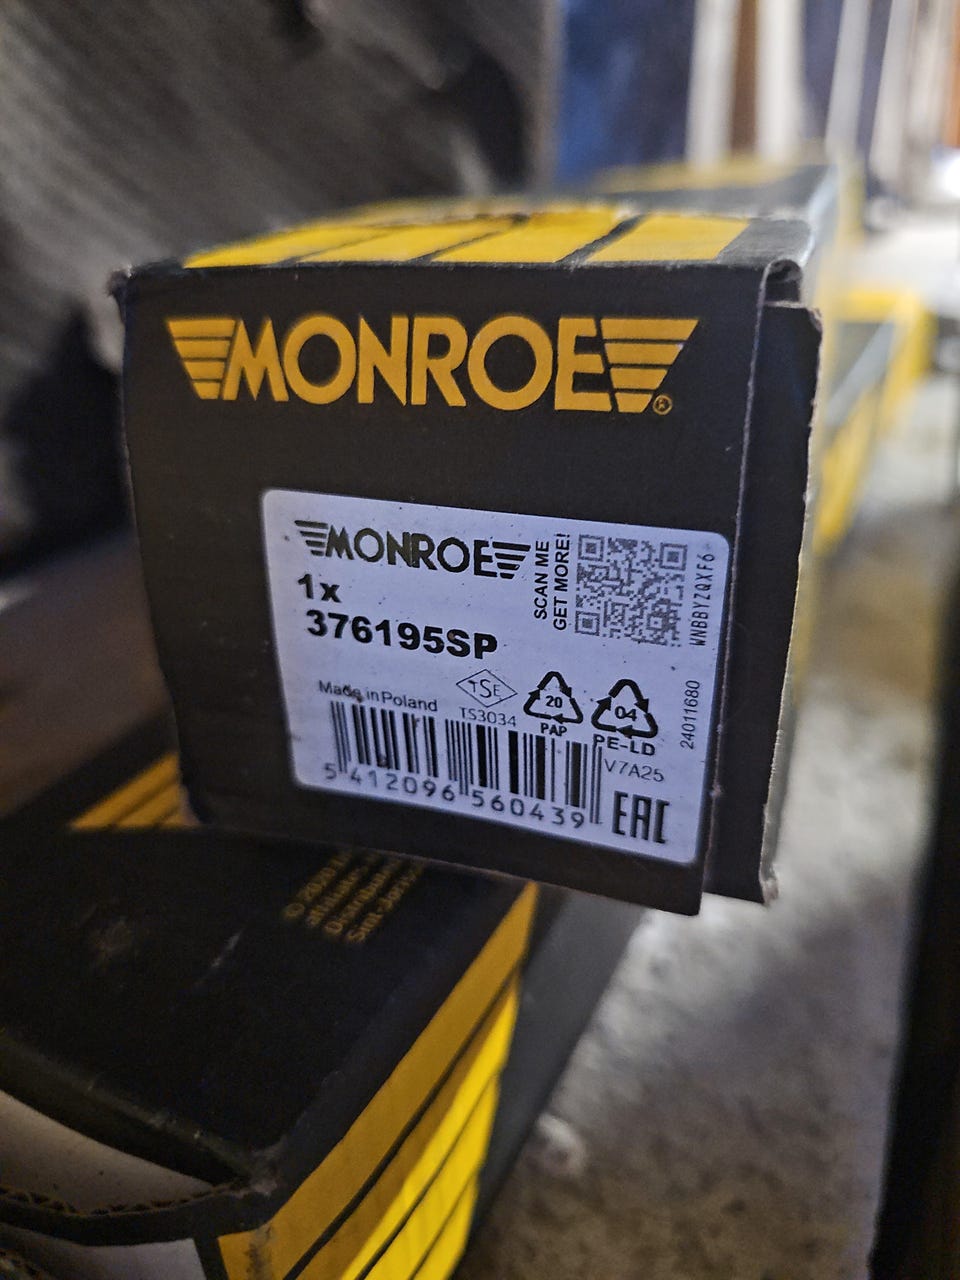 MONROE®
MONROE
SCAN ME
GET MORE!
WNBBYZQXF6
1x
376195SP
Made in Poland
TSE
TS3034
20
PAP
04
PE-LD
24011680
V7A25
5 412096 560439
EAC